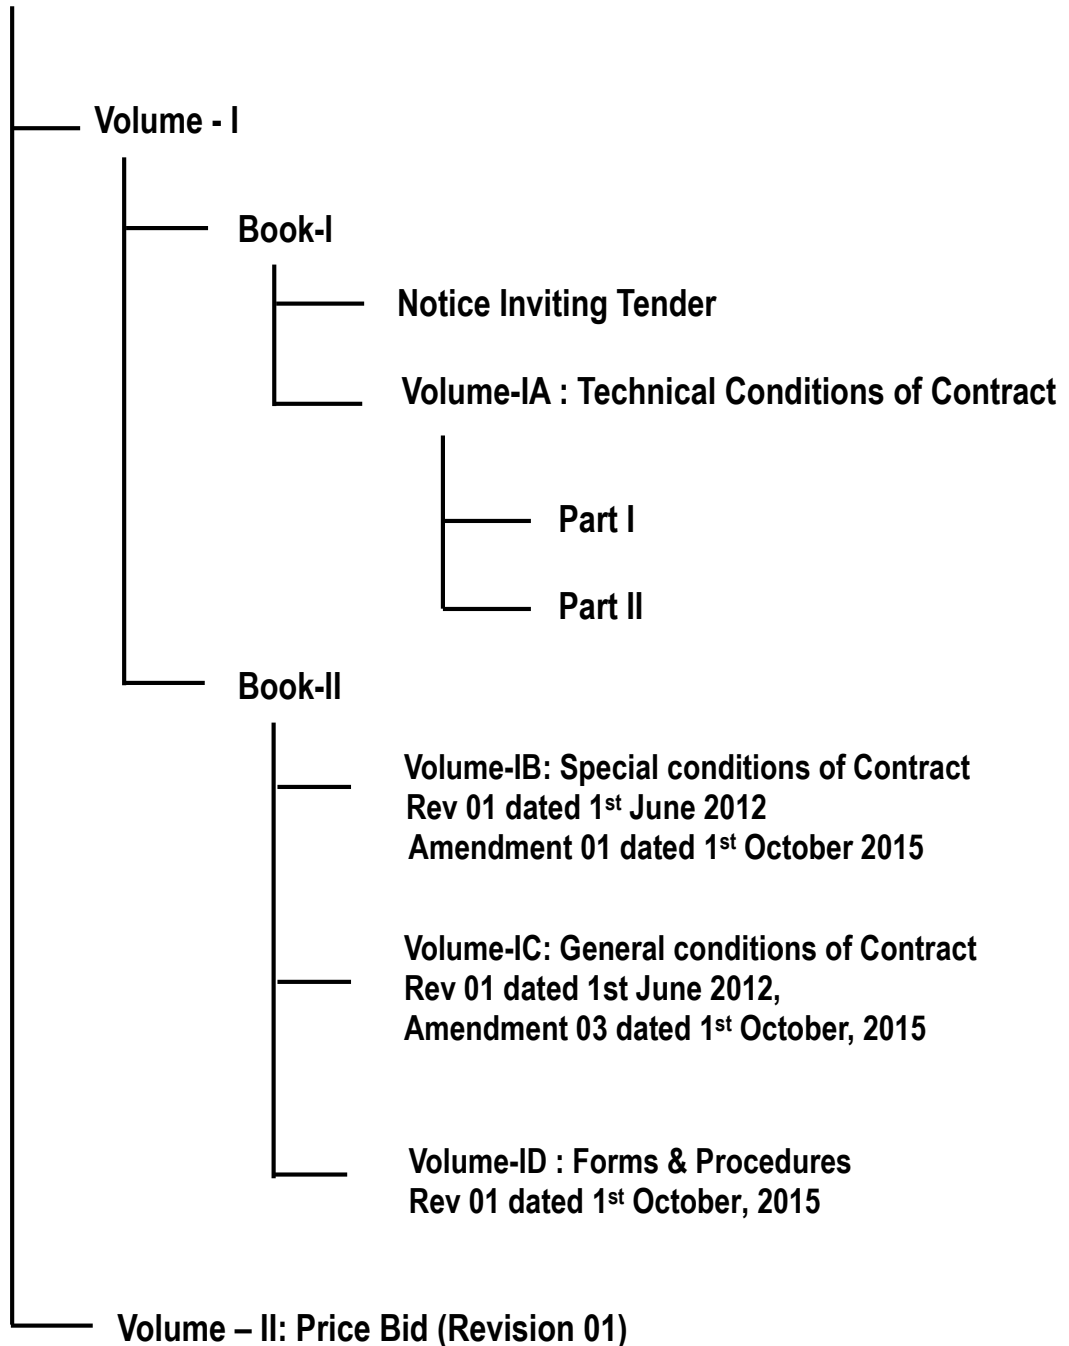 Volume - I
Book-I
Notice Inviting Tender
Volume-IA : Technical Conditions of Contract
Part I
Part II
Book-II
Volume-IB: Special conditions of Contract
Rev 01 dated 1st June 2012
Amendment 01 dated 1st October 2015
Volume-IC: General conditions of Contract
Rev 01 dated 1st June 2012,
Amendment 03 dated 1st October, 2015
Volume-ID : Forms & Procedures
Rev 01 dated 1st October, 2015
Volume – II: Price Bid (Revision 01)